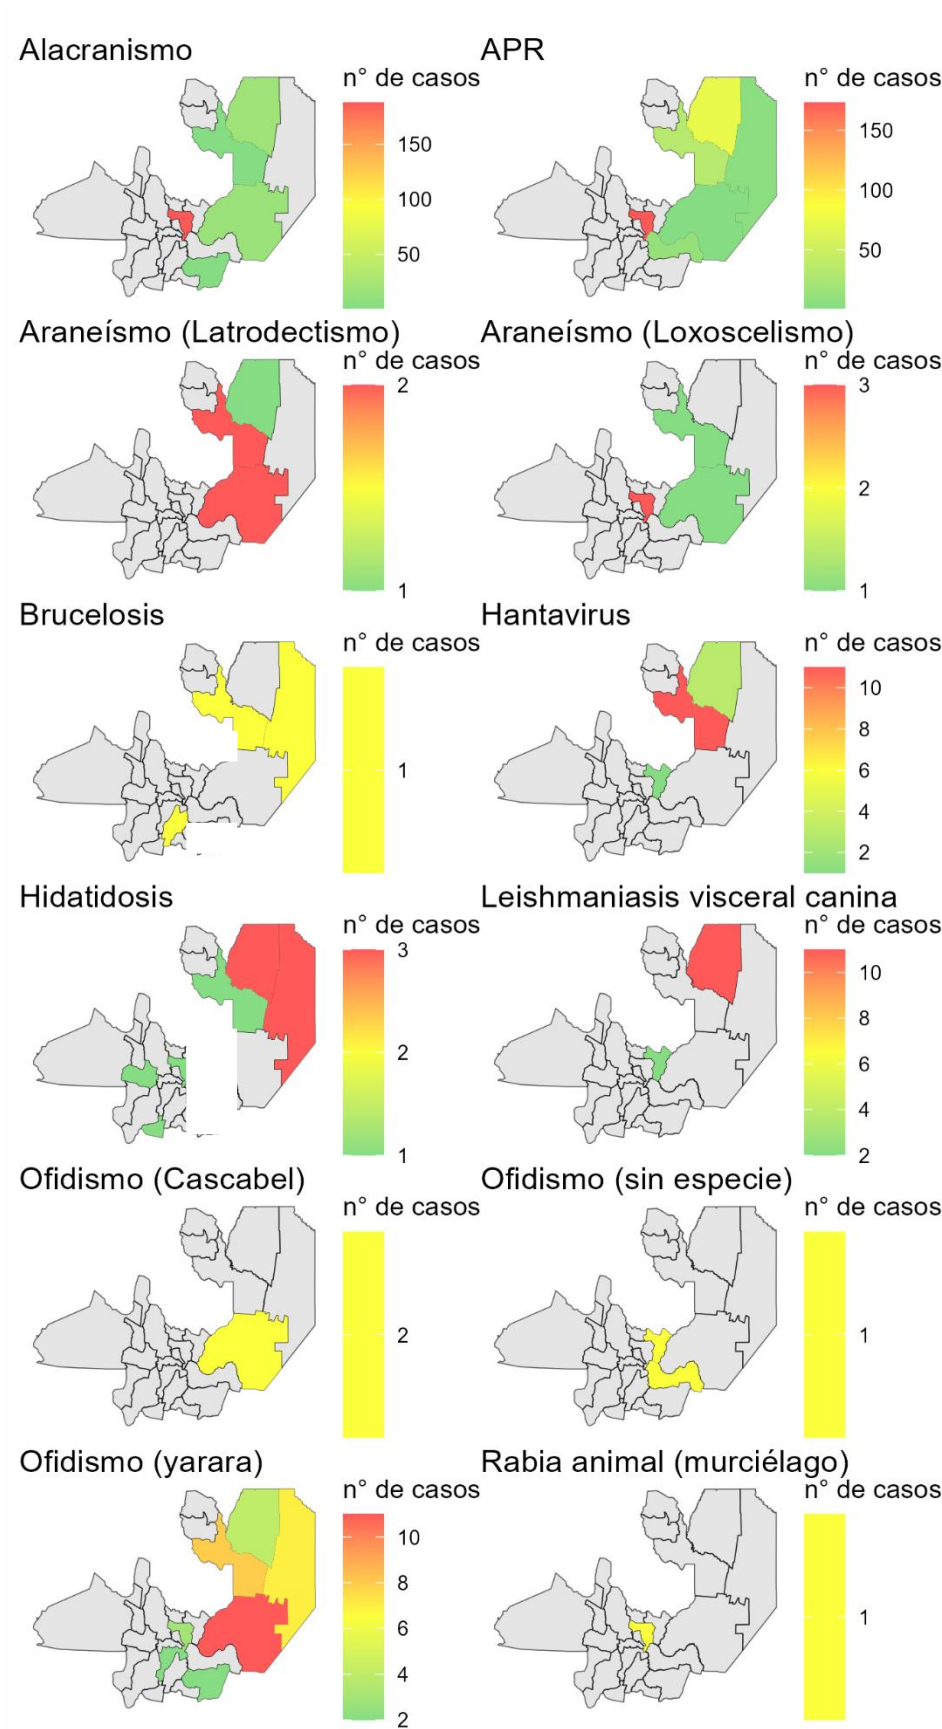 Alacranismo
n° de casos
150
100
50
APR
n° de casos
150
100
50
Araneísmo (Latrodectismo)
n° de casos
2
1
Araneísmo (Loxoscelismo)
n° de casos
3
2
1
Brucelosis
n° de casos
1
Hantavirus
n° de casos
10
8
6
4
2
Hidatidosis
n° de casos
3
2
1
Leishmaniasis visceral canina
n° de casos
10
8
6
4
2
Ofidismo (Cascabel)
n° de casos
2
Ofidismo (sin especie)
n° de casos
1
Ofidismo (yarara)
n° de casos
10
8
6
4
2
Rabia animal (murciélago)
n° de casos
1